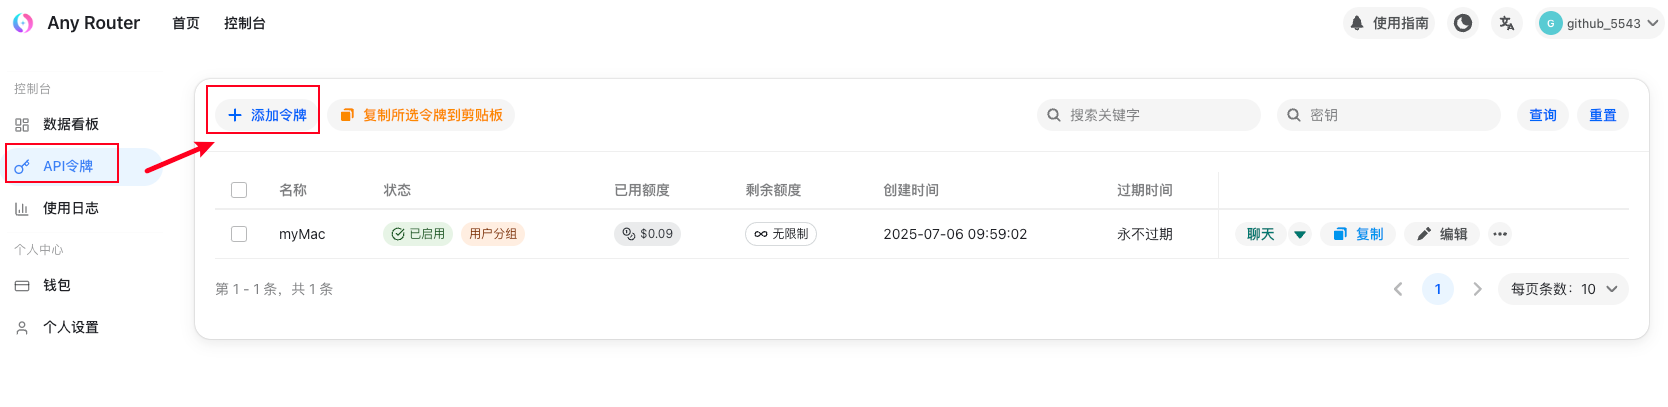 Any Router 首页 控制台 使用指南 G github_5543
控制台
数据看板
API令牌
使用日志
个人中心
钱包
个人设置
添加令牌 复制所选令牌到剪贴板 搜索关键字 密钥 查询 重置
名称 状态 已用额度 剩余额度 创建时间 过期时间
myMac 已启用 用户分组 $0.09 无限制 2025-07-06 09:59:02 永不过期 聊天 复制 编辑
第 1 - 1 条，共 1 条 1 每页条数：10